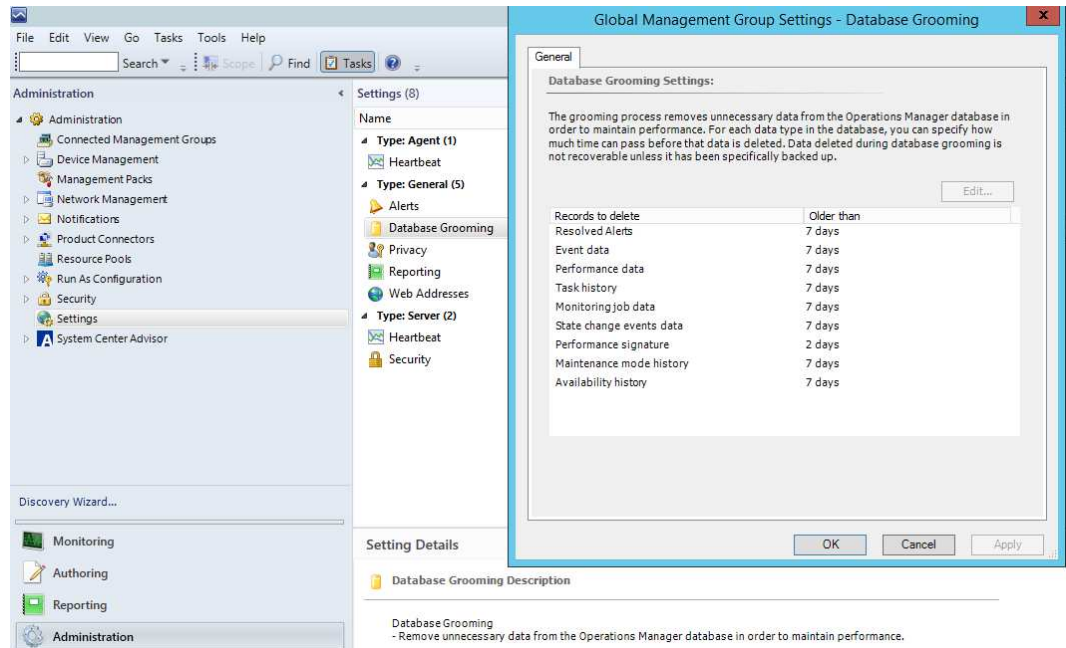 File Edit View Go Tasks Tools Help
Search Scope Find Tasks
Administration
Administration
Connected Management Groups
Device Management
Management Packs
Network Management
Notifications
Product Connectors
Resource Pools
Run As Configuration
Security
Settings
System Center Advisor
Discovery Wizard...
Monitoring
Authoring
Reporting
Administration
Settings (8)
Name
Type: Agent (1)
Heartbeat
Type: General (5)
Alerts
Database Grooming
Privacy
Reporting
Web Addresses
Type: Server (2)
Heartbeat
Security
Setting Details
Database Grooming Description
Database Grooming
- Remove unnecessary data from the Operations Manager database in order to maintain performance.
Global Management Group Settings - Database Grooming
x
General
Database Grooming Settings:
The grooming process removes unnecessary data from the Operations Manager database in
order to maintain performance. For each data type in the database, you can specify how
much time can pass before that data is deleted. Data deleted during database grooming is
not recoverable unless it has been specifically backed up.
Edit...
Records to delete Older than
Resolved Alerts 7 days
Event data 7 days
Performance data 7 days
Task history 7 days
Monitoring job data 7 days
State change events data 7 days
Performance signature 2 days
Maintenance mode history 7 days
Availability history 7 days
OK Cancel Apply